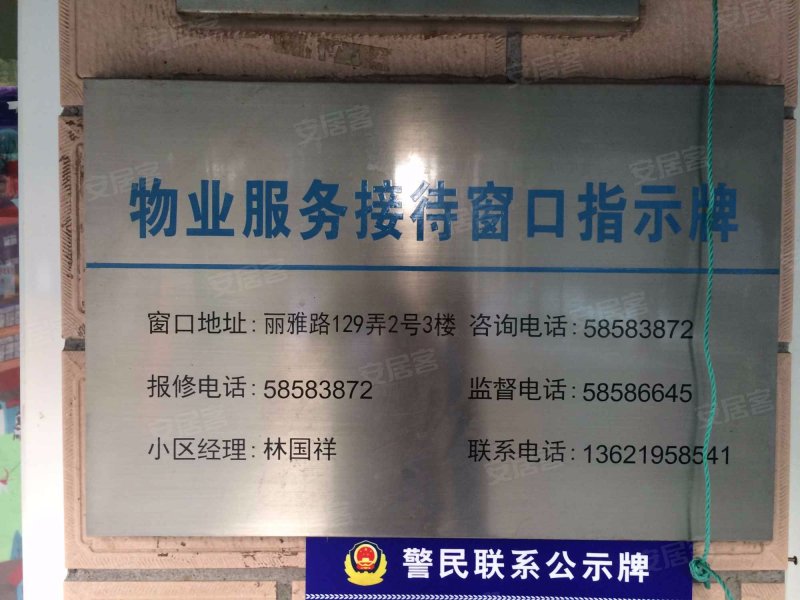 物业服务接待窗口指示牌
窗口地址: 丽雅路129弄2号3楼 咨询电话: 58583872
报修电话: 58583872 监督电话: 58586645
小区经理: 林国祥 联系电话: 13621958541
警民联系公示牌
安居客